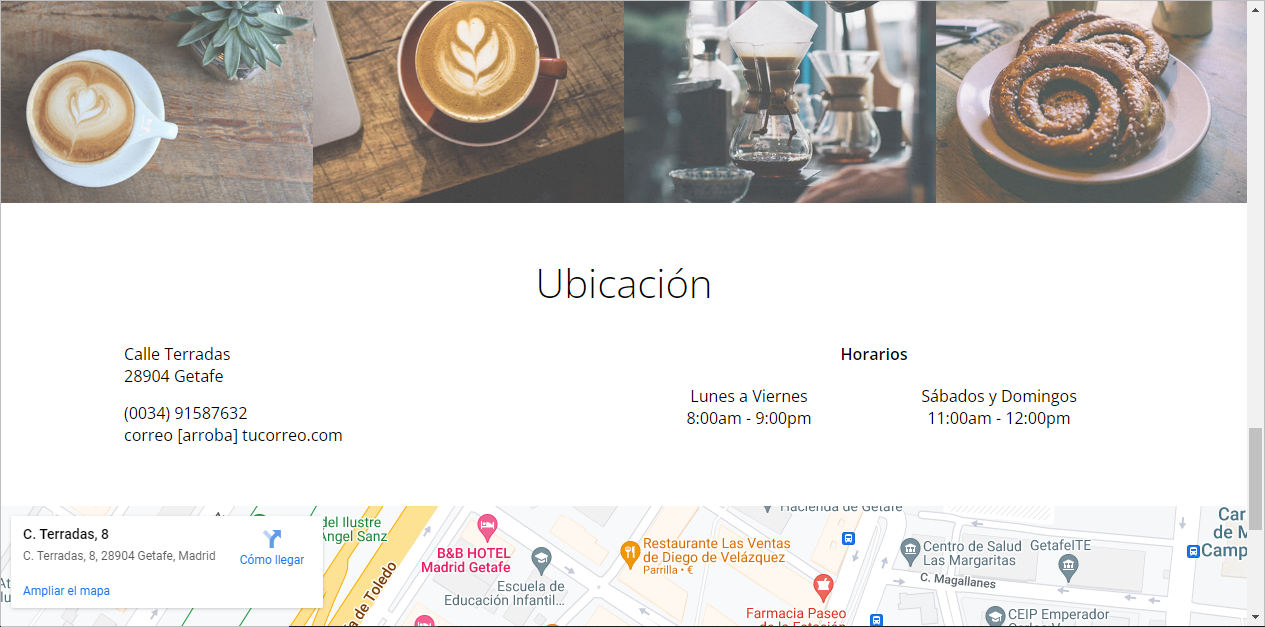 Ubicación
Calle Terradas
28904 Getafe
(0034) 91587632
correo [arroba] tucorreo.com
Horarios
Lunes a Viernes
8:00am - 9:00pm
Sábados y Domingos
11:00am - 12:00pm
C. Terradas, 8
C. Terradas, 8, 28904 Getafe, Madrid
Cómo llegar
Ampliar el mapa
del Ilustre
Angel Sanz
a de Toledo
B&B HOTEL
Madrid Getafe
Escuela de
Educación Infantil...
Restaurante Las Ventas
de Diego de Velázquez
Parrilla • €
Hacienda de Getafe
Farmacia Paseo
de la Estación
Centro de Salud
Las Margaritas
GetafeITE
C. Magallanes
CEIP Emperador
Carlos V
Car
de M
Camp